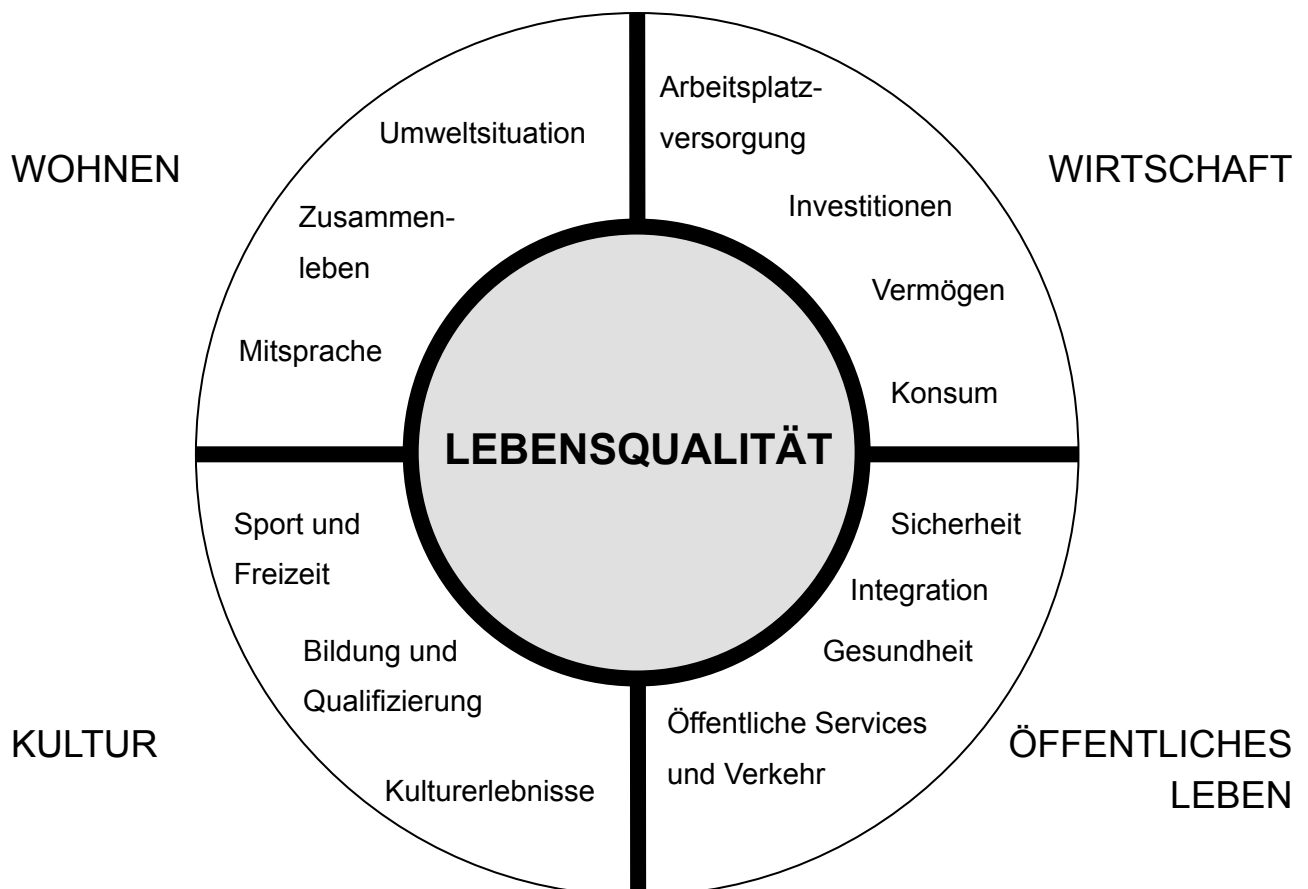 WOHNEN
Umweltsituation
Zusammen-
leben
Mitsprache
Arbeitsplatz-
versorgung
Investitionen
Vermögen
Konsum
WIRTSCHAFT
LEBENSQUALITÄT
Sport und
Freizeit
Bildung und
Qualifizierung
Kulturerlebnisse
KULTUR
Sicherheit
Integration
Gesundheit
Öffentliche Services
und Verkehr
ÖFFENTLICHES
LEBEN